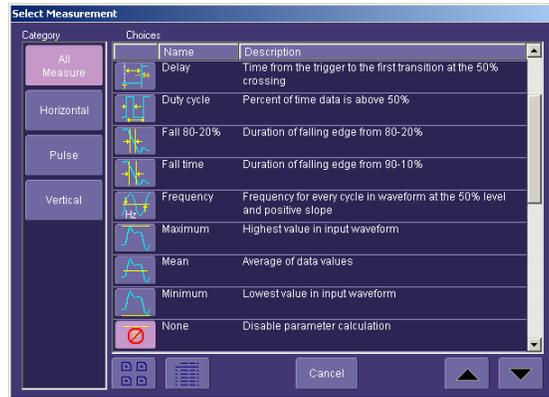 Select Measurement
Category
Choices
All
Measure
Horizontal
Pulse
Vertical
Name Description
Delay Time from the trigger to the first transition at the 50%
crossing
50
Duty cycle Percent of time data is above 50%
Fall 80-20% Duration of falling edge from 80-20%
Fall time Duration of falling edge from 90-10%
Frequency Frequency for every cycle in waveform at the 50% level
and positive slope
Hz
Maximum Highest value in input waveform
Mean Average of data values
Minimum Lowest value in input waveform
None Disable parameter calculation
Cancel